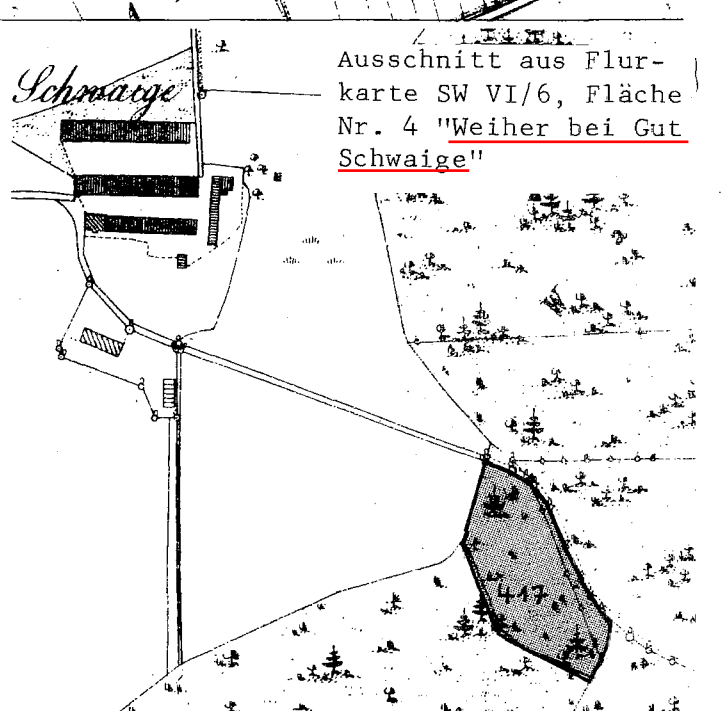 Schwaige
Ausschnitt aus Flur-
karte SW VI/6, Fläche
Nr. 4 "Weiher bei Gut
Schwaige"
417